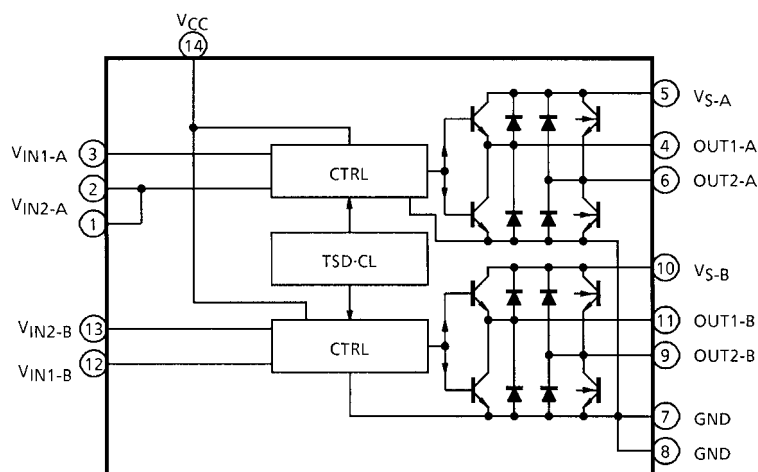 VCC
14
5 VS-A
VIN1-A 3
4 OUT1-A
CTRL
2
6 OUT2-A
VIN2-A
1
TSD·CL
10 VS-B
VIN2-B 13
11 OUT1-B
CTRL
9 OUT2-B
VIN1-B 12
7 GND
8 GND